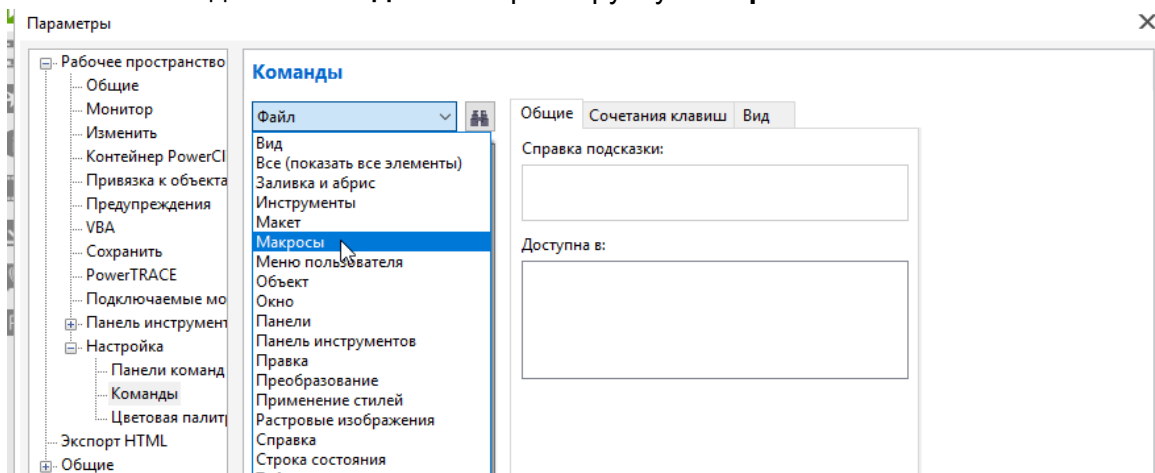 Параметры
Рабочее пространство
Общие
Монитор
Изменить
Контейнер PowerCl
Привязка к объекта
Предупреждения
VBA
Сохранить
PowerTRACE
Подключаемые мо
Панель инструмент
Настройка
Панели команд
Команды
Цветовая палит
Экспорт HTML
Общие
Команды
Файл
Вид
Все (показать все элементы)
Заливка и абрис
Инструменты
Макет
Макросы
Меню пользователя
Объект
Окно
Панели
Панель инструментов
Правка
Преобразование
Применение стилей
Растровые изображения
Справка
Строка состояния
Общие Сочетания клавиш Вид
Справка подсказки:
Доступна в: